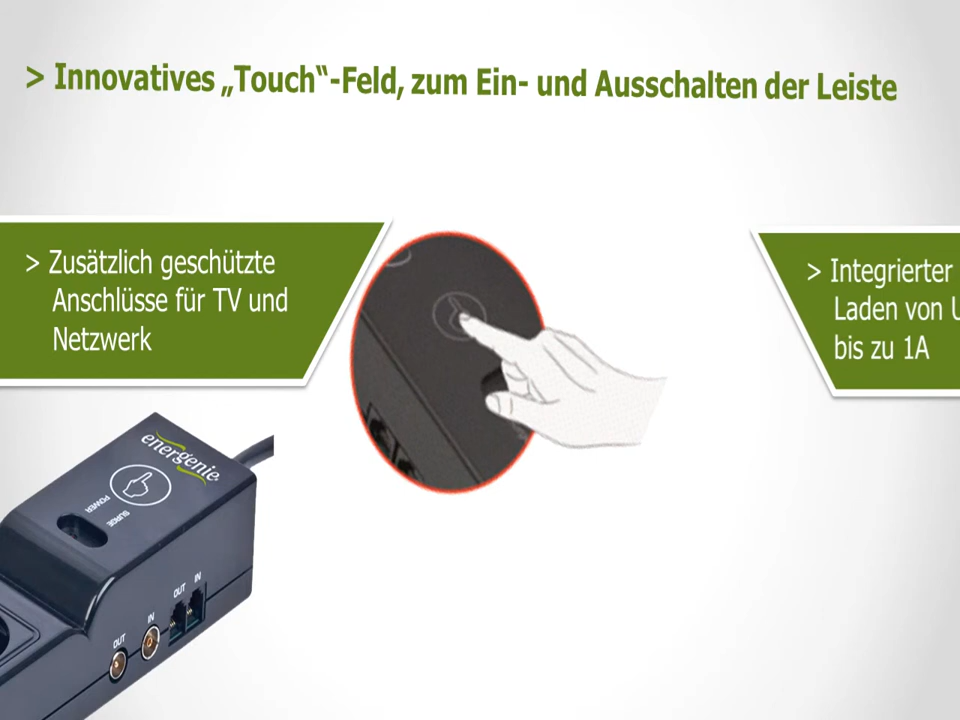 > Innovatives „Touch“-Feld, zum Ein- und Ausschalten der Leiste
> Zusätzlich geschützte
Anschlüsse für TV und
Netzwerk
> Integrierter
Laden von
bis zu 1A
energenie
POWER
SURGE
OUT
IN
OUT
IN